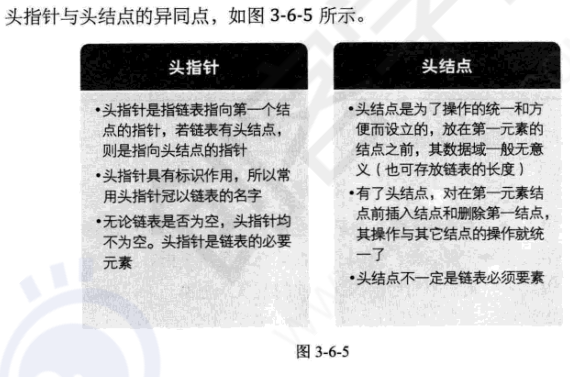 头指针与头结点的异同点，如图 3-6-5 所示。
头指针
•头指针是指链表指向第一个结
点的指针，若链表有头结点，
则是指向头结点的指针
•头指针具有标识作用，所以常
用头指针冠以链表的名字
•无论链表是否为空，头指针均
不为空。头指针是链表的必要
元素
头结点
•头结点是为了操作的统一和方
便而设立的，放在第一元素的
结点之前，其数据域一般无意
义（也可存放链表的长度）
•有了头结点，对在第一元素结
点前插入结点和删除第一结点，
其操作与其它结点的操作就统
一了
•头结点不一定是链表必须要素
图 3-6-5